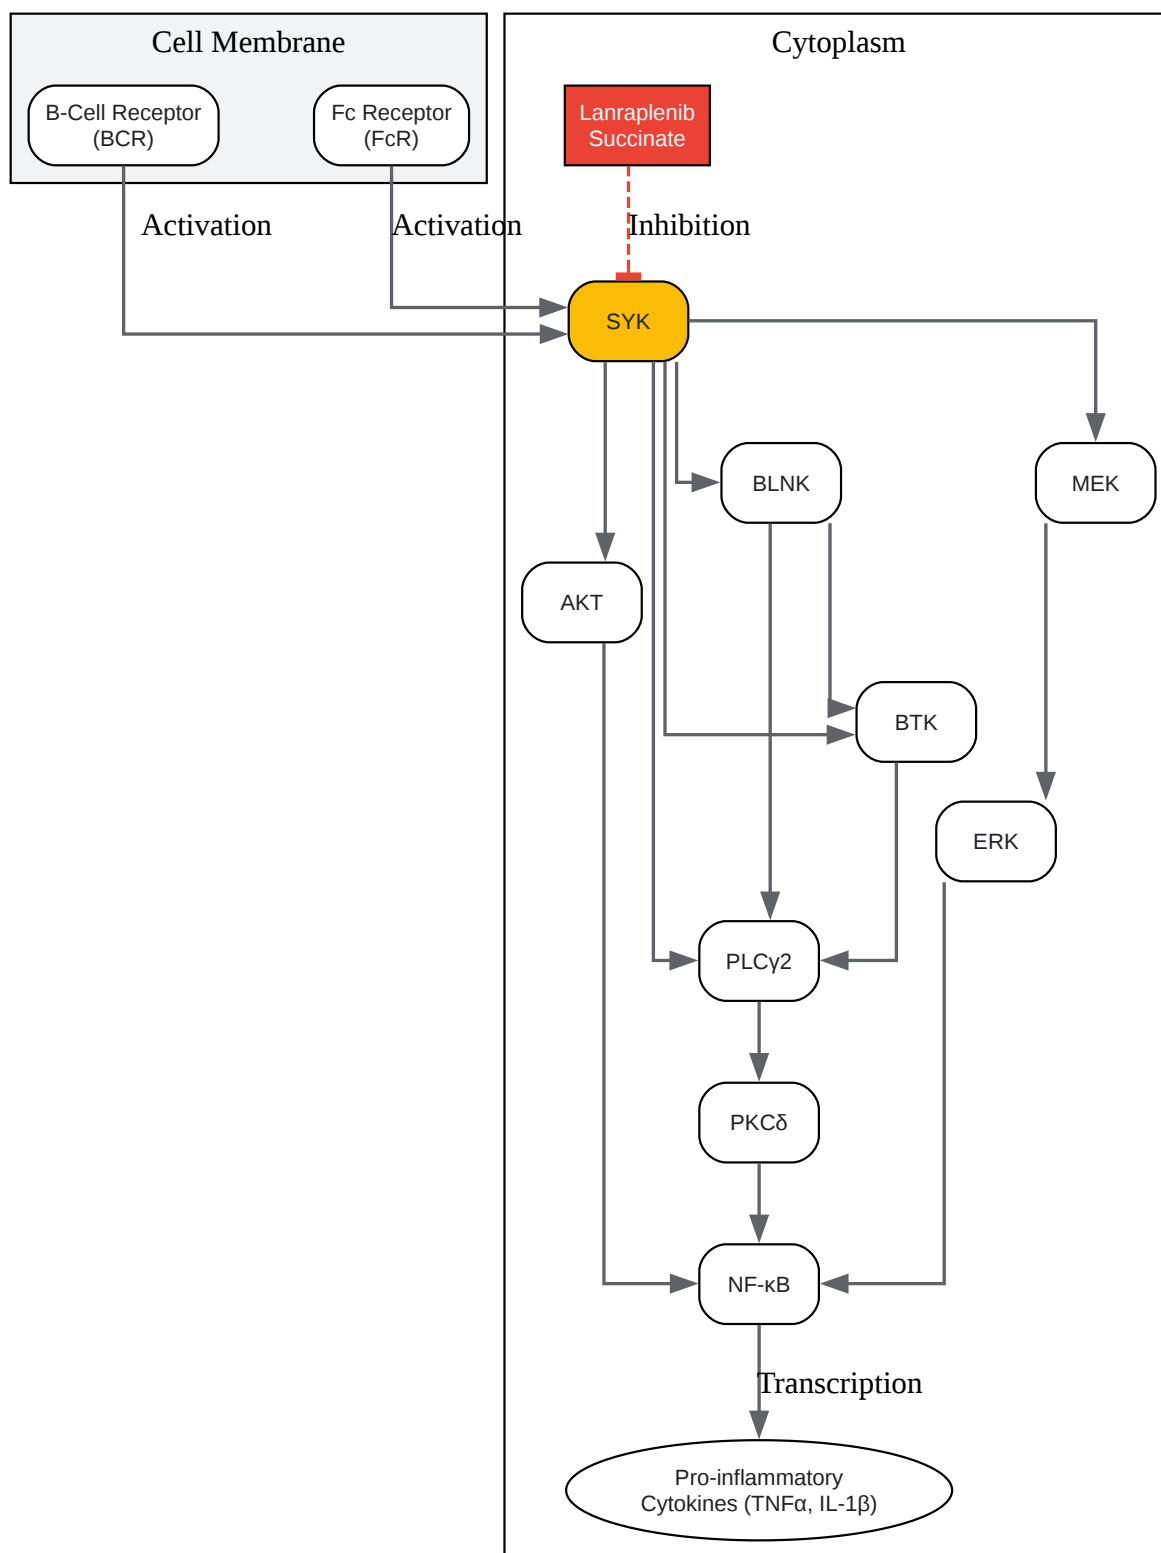 Cell Membrane
Cytoplasm
B-Cell Receptor
(BCR)
Fc Receptor
(FcR)
Lanraplenib
Succinate
Activation
Activation
Inhibition
SYK
BLNK
MEK
AKT
BTK
ERK
PLCγ2
PKCδ
NF-κB
Transcription
Pro-inflammatory
Cytokines (TNFα, IL-1β)